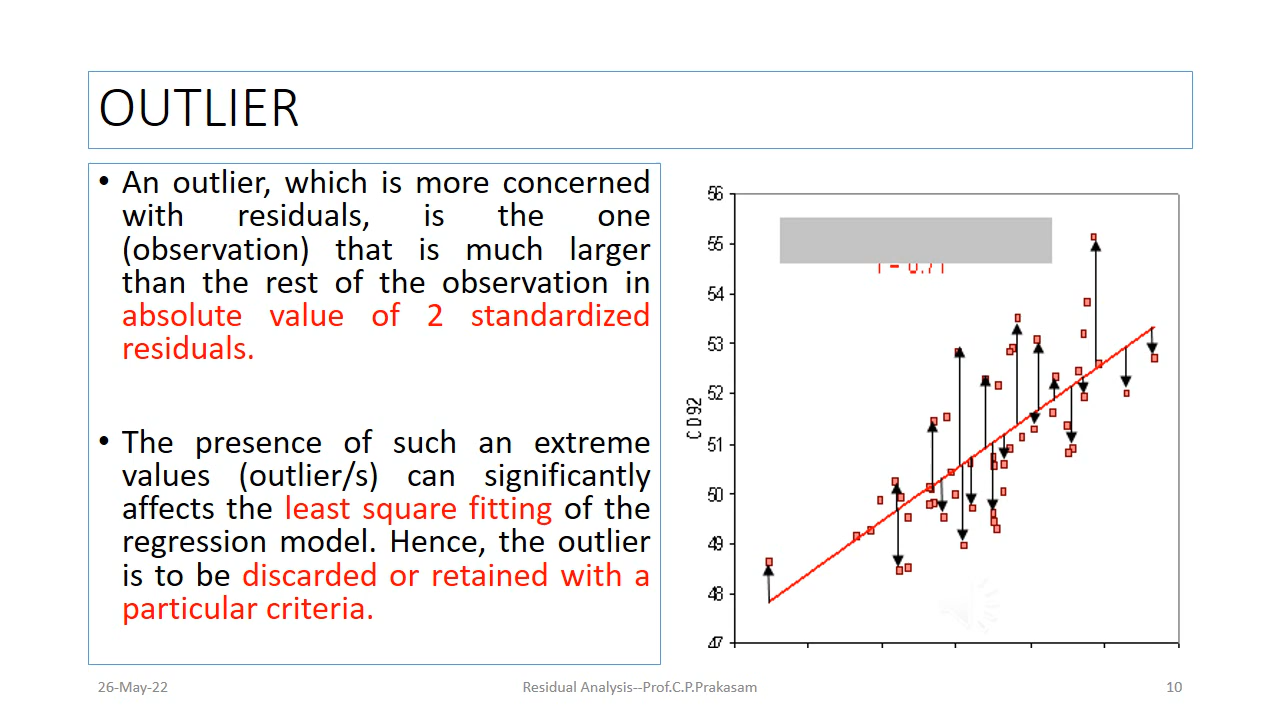 OUTLIER
• An outlier, which is more concerned
with residuals, is the one
(observation) that is much larger
than the rest of the observation in
absolute value of 2 standardized
residuals.
• The presence of such an extreme
values (outlier/s) can significantly
affects the least square fitting of the
regression model. Hence, the outlier
is to be discarded or retained with a
particular criteria.
56
55
54
53
52
51
50
49
48
47
CD92
26-May-22
Residual Analysis--Prof.C.P.Prakasam
10